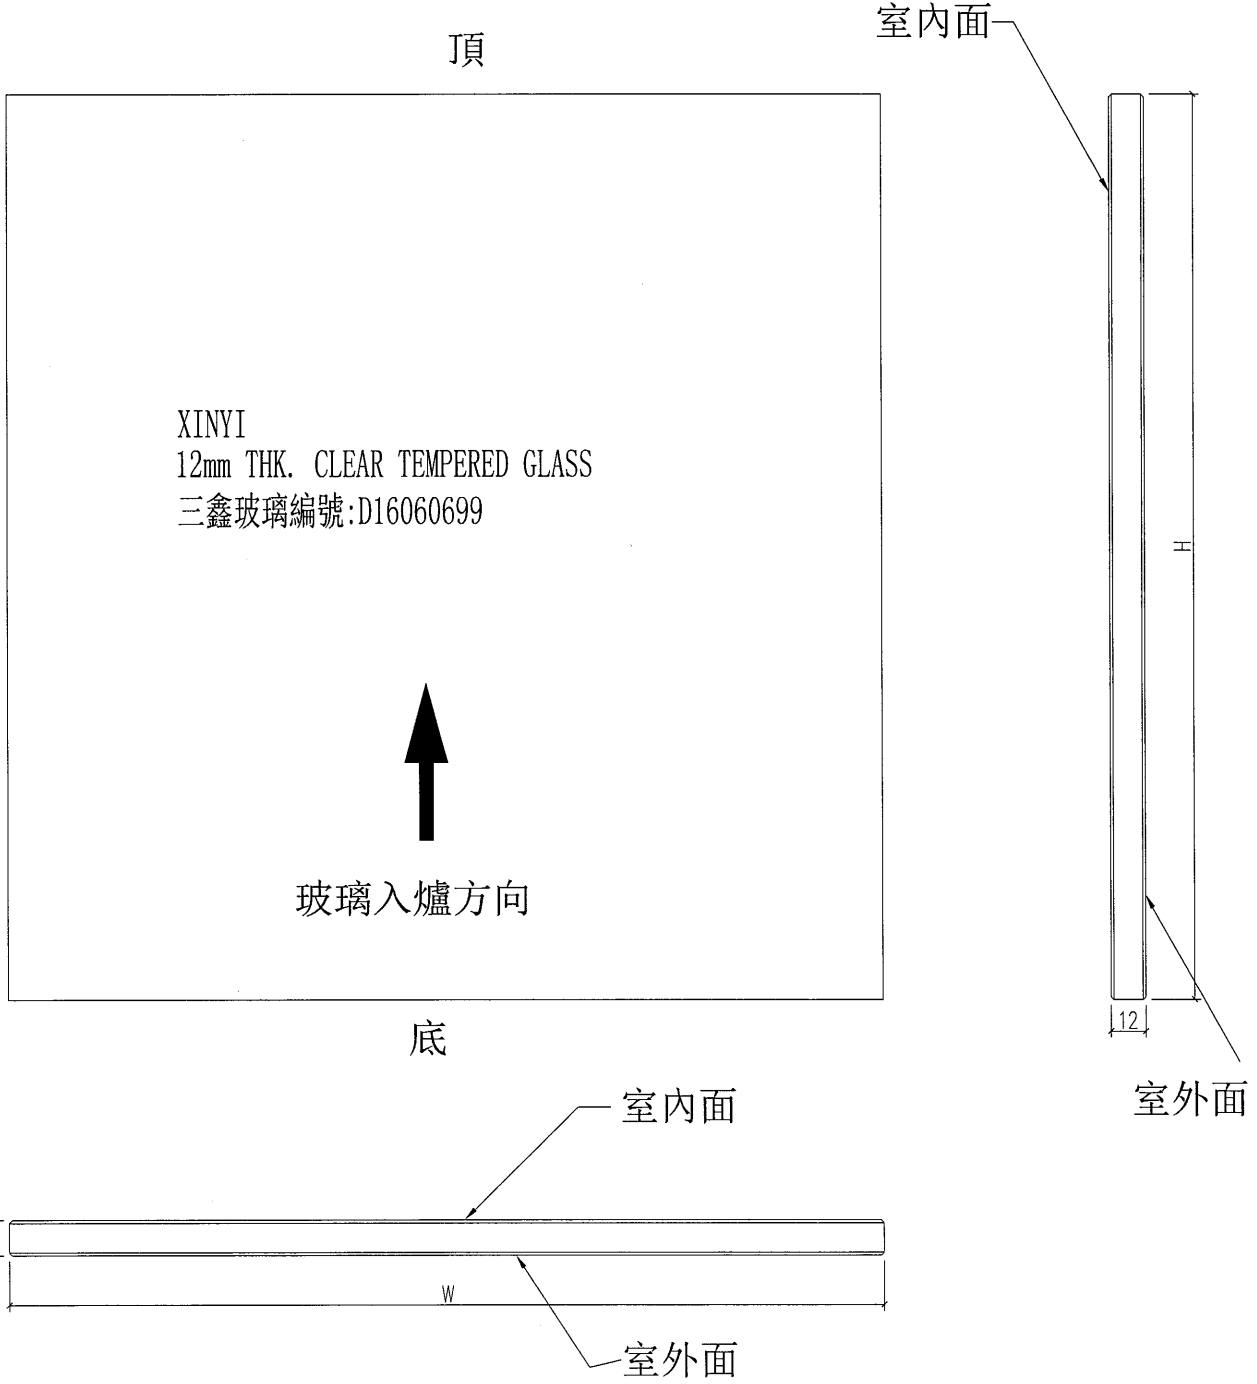 室內面
頂
XINYI
12mm THK. CLEAR TEMPERED GLASS
三鑫玻璃編號:D16060699
H
玻璃入爐方向
底
12
室外面
室內面
W
室外面